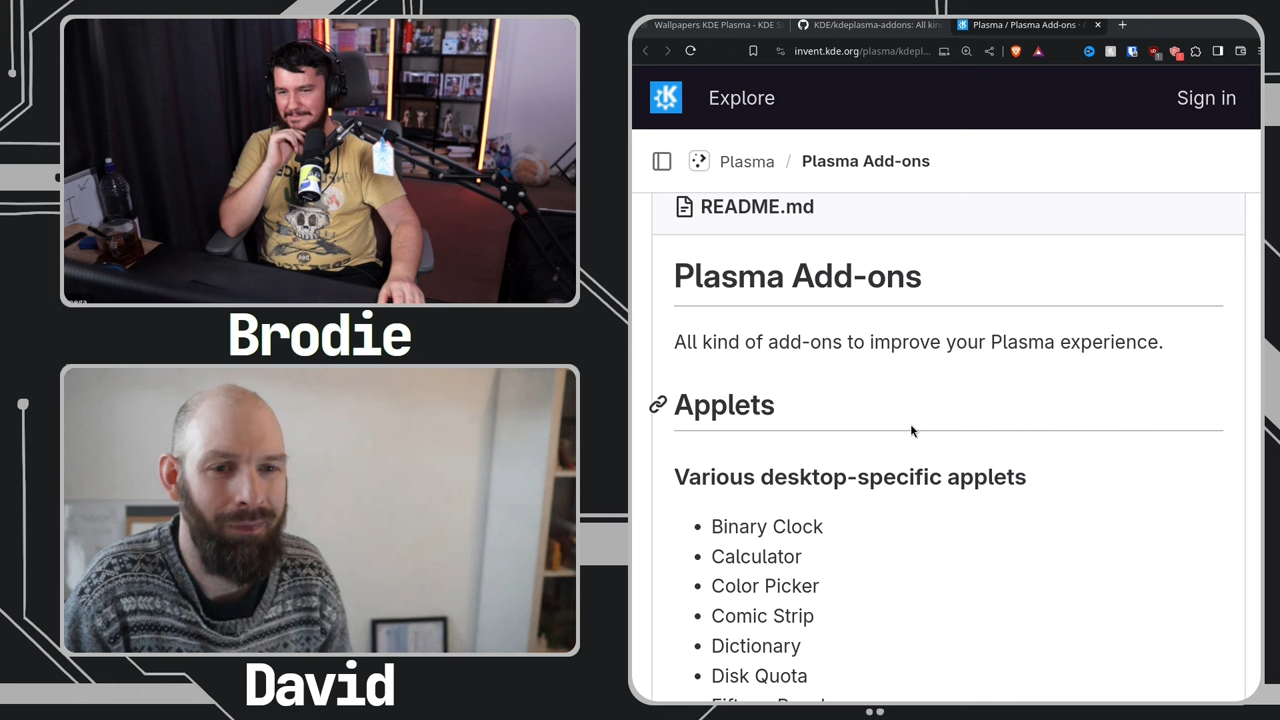 Brodie
David
Wallpapers KDE Plasma - KDE S
KDE/kdeplasma-addons: All kin
Plasma / Plasma Add-ons ·
invent.kde.org/plasma/kdepl...
Explore
Sign in
Plasma / Plasma Add-ons
README.md
Plasma Add-ons
All kind of add-ons to improve your Plasma experience.
Applets
Various desktop-specific applets
• Binary Clock
• Calculator
• Color Picker
• Comic Strip
• Dictionary
• Disk Quota